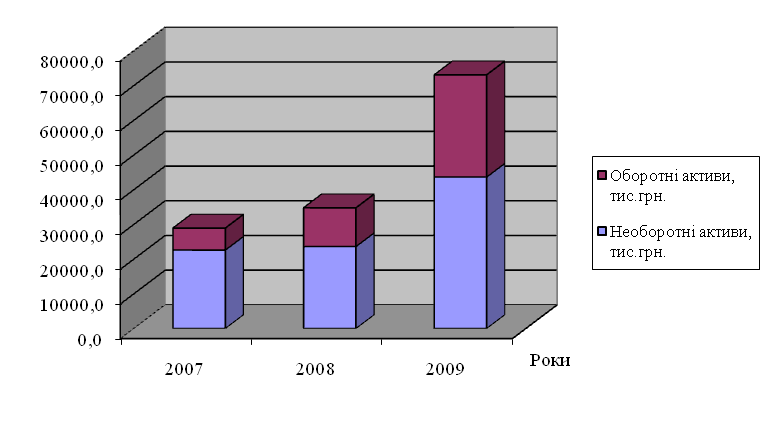 80000,0
70000,0
60000,0
50000,0
40000,0
30000,0
20000,0
10000,0
0,0
2007
2008
2009
Роки
Оборотні активи,
тис.грн.
Необоротні активи,
тис.грн.